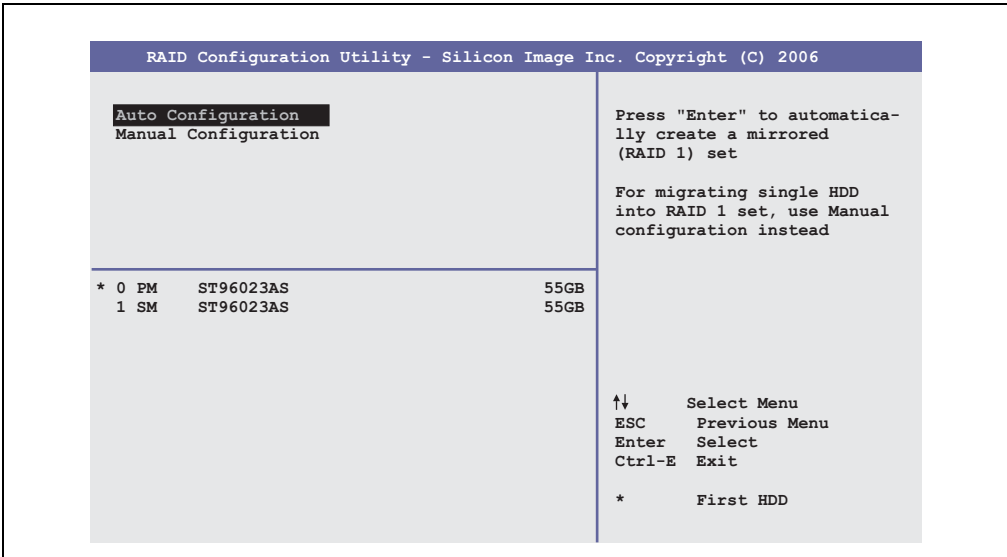 RAID Configuration Utility - Silicon Image Inc. Copyright (C) 2006
Auto Configuration
Manual Configuration
* 0 PM ST96023AS 55GB
1 SM ST96023AS 55GB
Press "Enter" to automatica-
lly create a mirrored
(RAID 1) set
For migrating single HDD
into RAID 1 set, use Manual
configuration instead
↑↓ Select Menu
ESC Previous Menu
Enter Select
Ctrl-E Exit
* First HDD